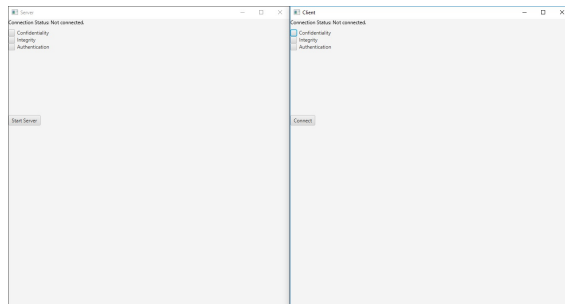 Server
Connection Status: Not connected.
Confidentiality
Integrity
Authentication
Start Server
Client
Connection Status: Not connected.
Confidentiality
Integrity
Authentication
Connect